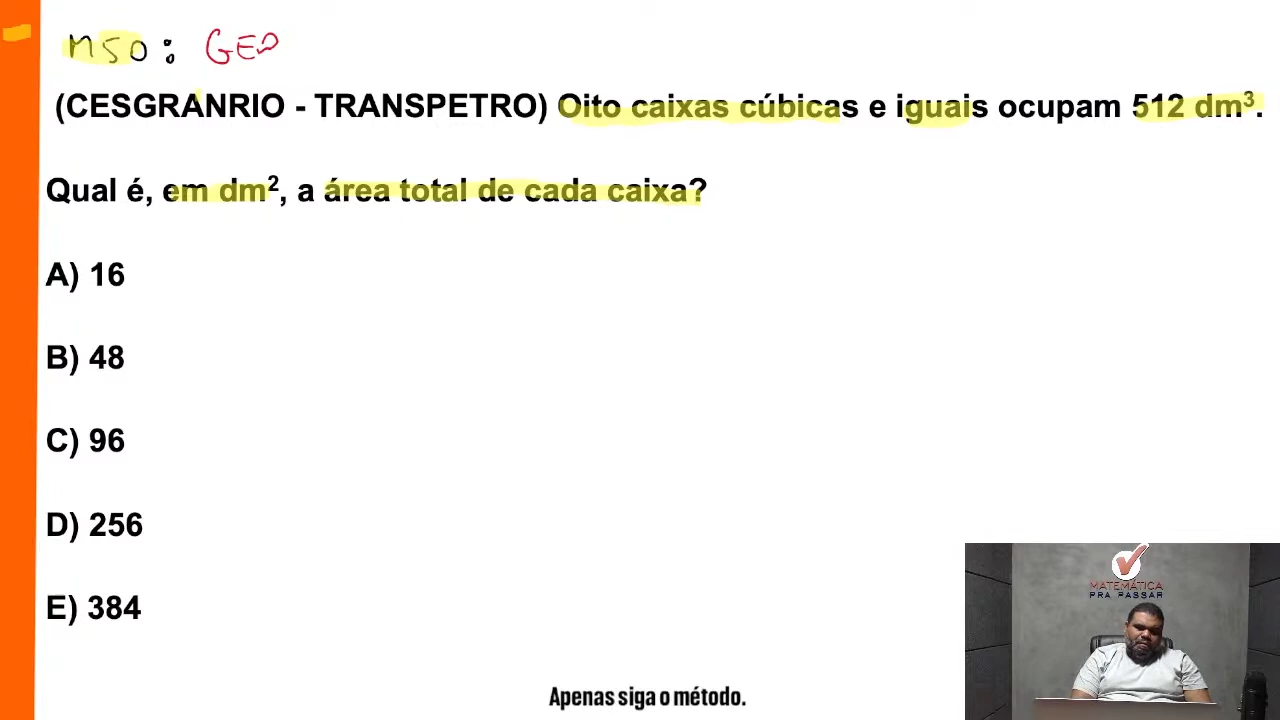 M50: GEO
(CESGRANRIO - TRANSPETRO) Oito caixas cúbicas e iguais ocupam 512 dm³.
Qual é, em dm², a área total de cada caixa?
A) 16
B) 48
C) 96
D) 256
E) 384
MATEMÁTICA
PRA PASSAR
Apenas siga o método.